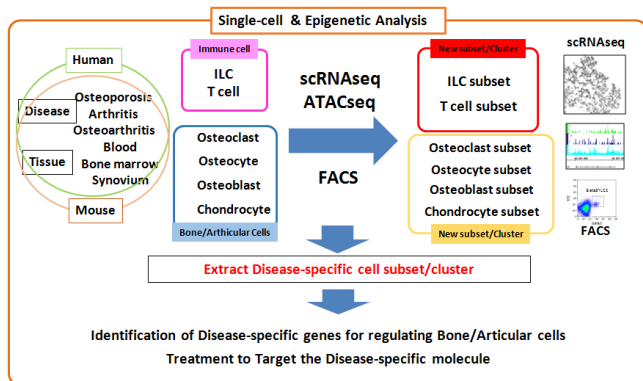 Single-cell & Epigenetic Analysis
Human
Disease
Osteoporosis
Arthritis
Osteoarthritis
Blood
Tissue
Bone marrow
Synovium
Mouse
Immune cell
ILC
T cell
Osteoclast
Osteocyte
Osteoblast
Chondrocyte
Bone/Arthicular Cells
scRNAseq
ATACseq
FACS
New subset/Cluster
ILC subset
T cell subset
Osteoclast subset
Osteocyte subset
Osteoblast subset
Chondrocyte subset
New subset/Cluster
scRNAseq
FACS
Extract Disease-specific cell subset/cluster
Identification of Disease-specific genes for regulating Bone/Articular cells
Treatment to Target the Disease-specific molecule